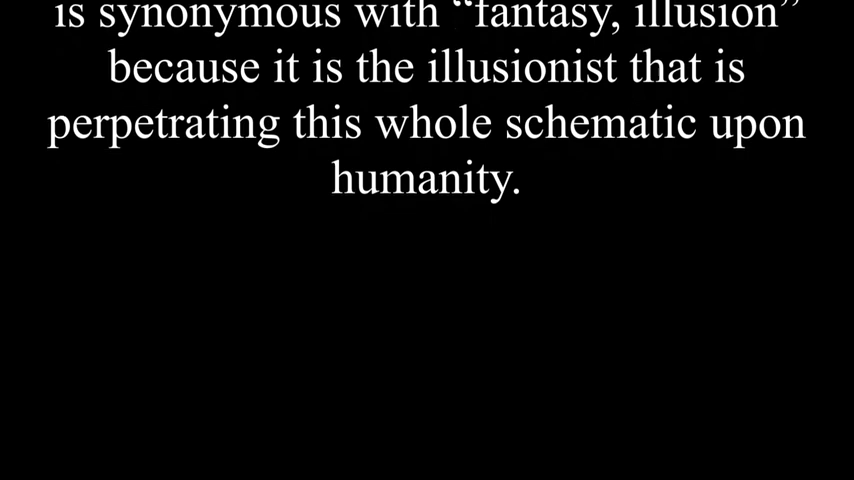 is synonymous with “fantasy, illusion”
because it is the illusionist that is
perpetrating this whole schematic upon
humanity.